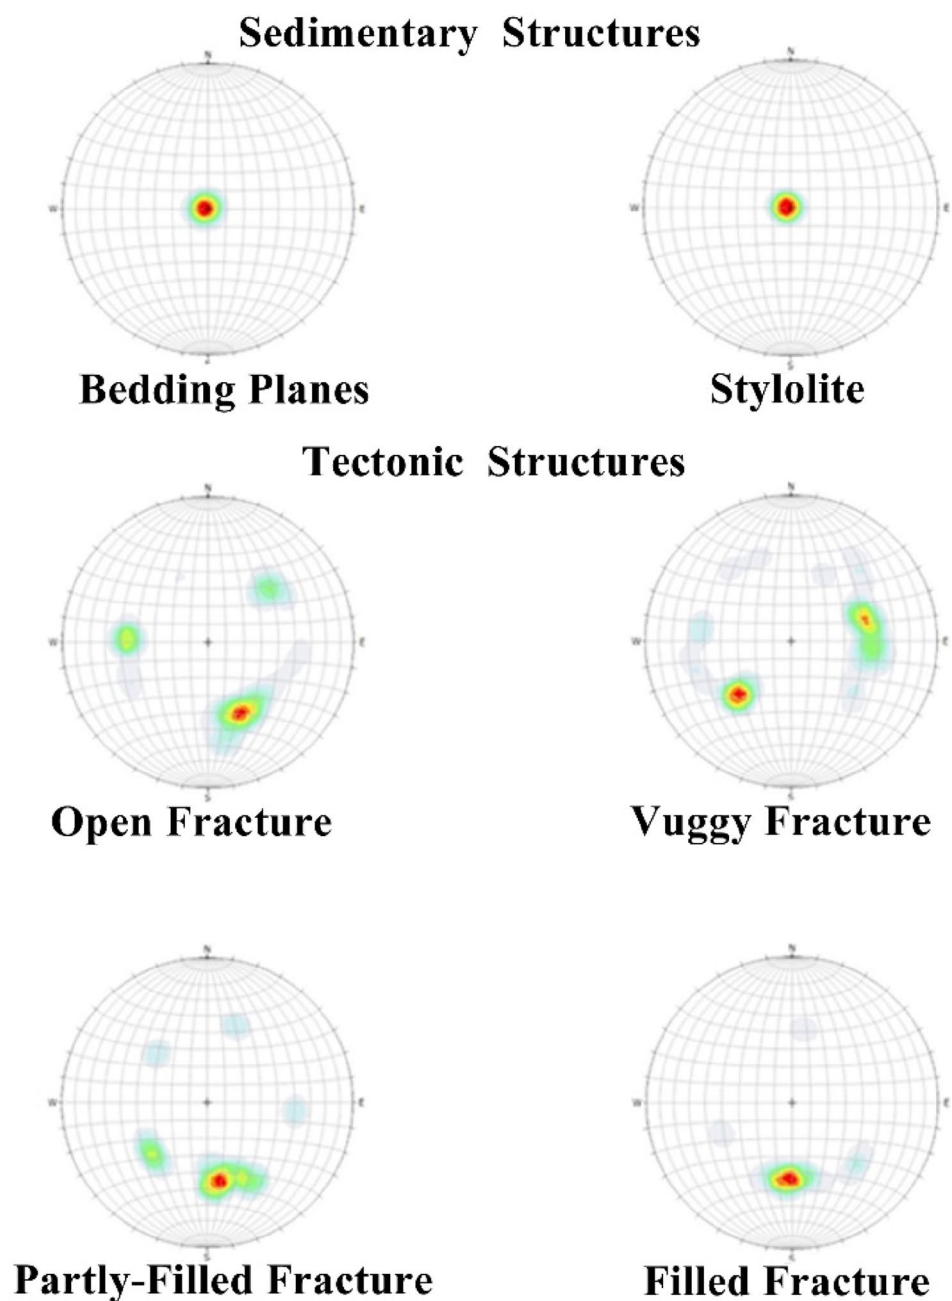 Sedimentary Structures
N
N
W
E
W
E
S
Bedding Planes
Stylolite
Tectonic Structures
N
N
W
E
W
E
S
S
Open Fracture
Vuggy Fracture
N
N
W
E
W
E
S
S
Partly-Filled Fracture
Filled Fracture